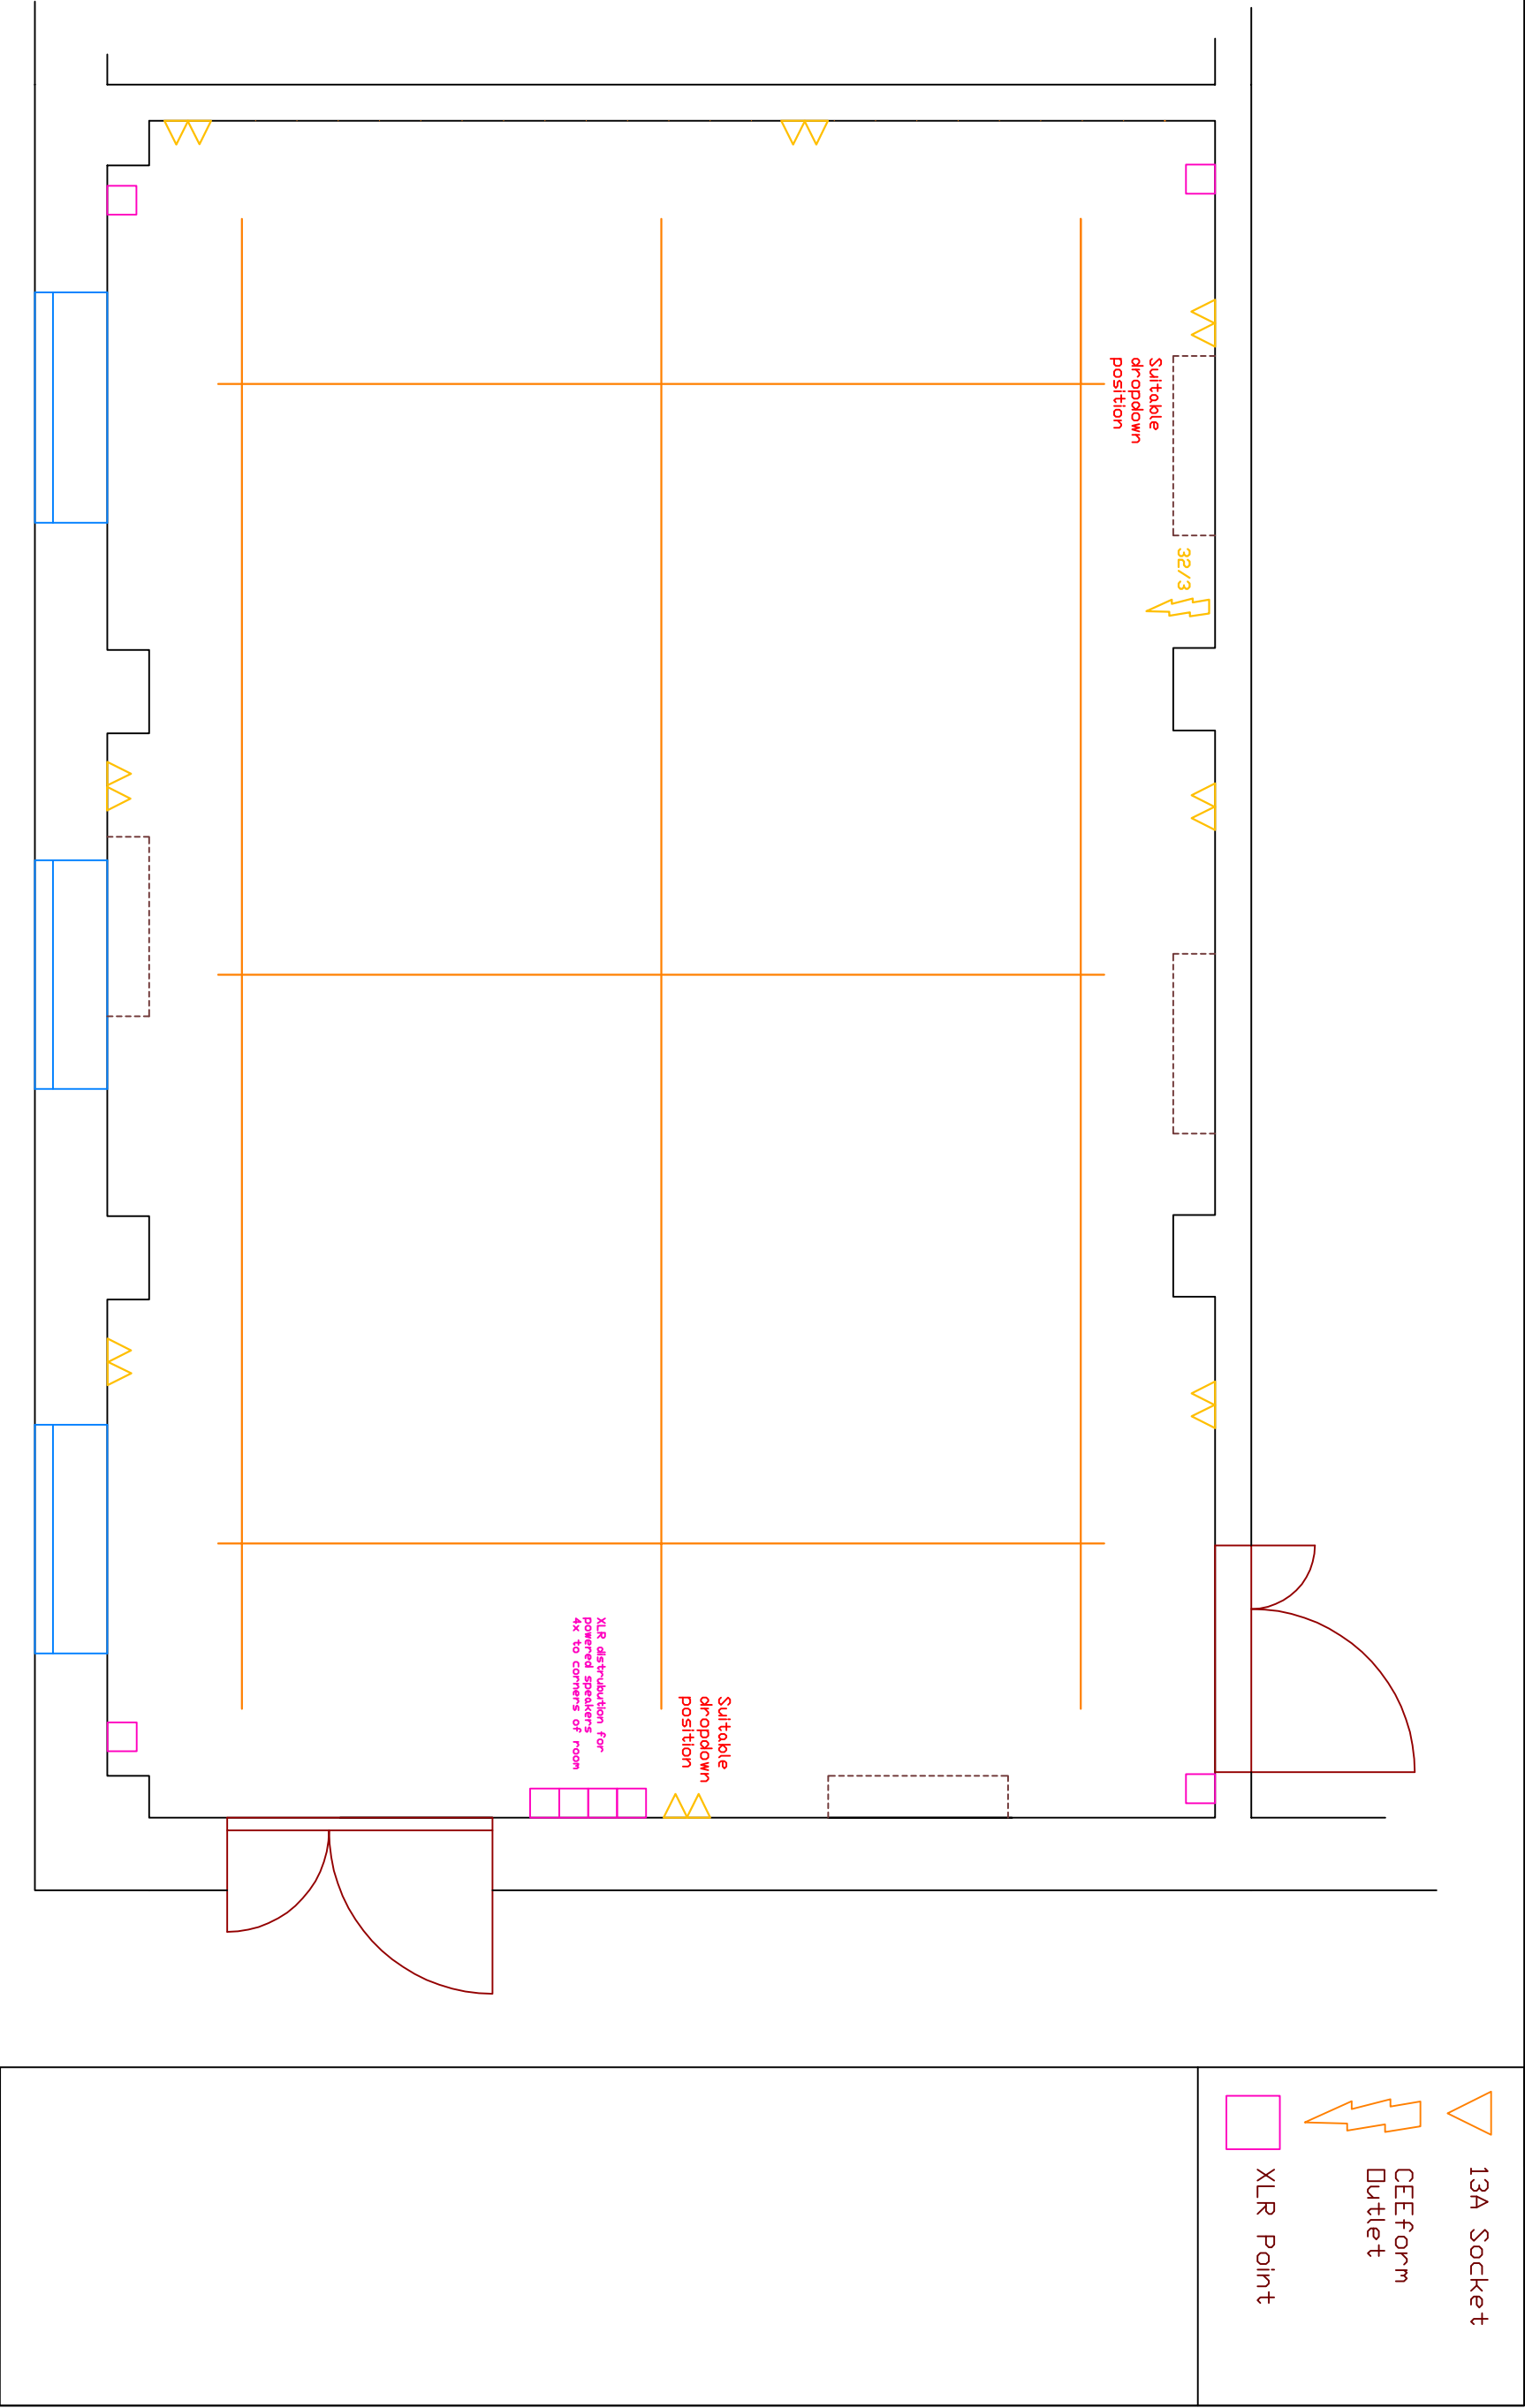 Suitable
dropdown
position
32/3
XLR distrubution for
powered speakers
4x to corners of room
Suitable
dropdown
position
13A Socket
CEEform
Outlet
XLR Point